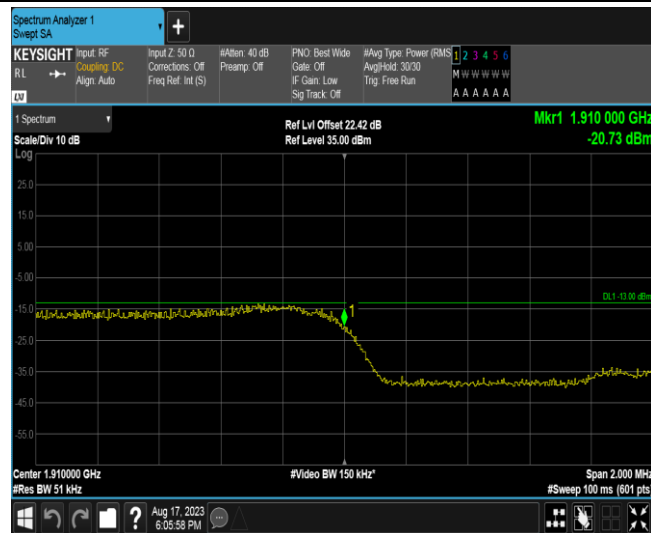 Spectrum Analyzer 1
Swept SA
+
KEYSIGHT
RL
LXI
Input: RF
Coupling: DC
Align: Auto
Input Z: 50 Ω
Corrections: Off
Freq Ref: Int (S)
#Atten: 40 dB
Preamp: Off
PNO: Best Wide
Gate: Off
IF Gain: Low
Sig Track: Off
#Avg Type: Power (RMS
Avg|Hold: 30/30
Trig: Free Run
1 2 3 4 5 6
M W W W W W
A A A A A A
1 Spectrum
Scale/Div 10 dB
Ref Lvl Offset 22.42 dB
Ref Level 35.00 dBm
Mkr1 1.910 000 GHz
-20.73 dBm
Log
25.0
15.0
5.00
-5.00
-15.0
-25.0
-35.0
-45.0
-55.0
DL1 -13.00 dBm
1
Center 1.910000 GHz
#Video BW 150 kHz*
Span 2.000 MHz
#Res BW 51 kHz
#Sweep 100 ms (601 pts)
?
Aug 17, 2023
6:05:58 PM